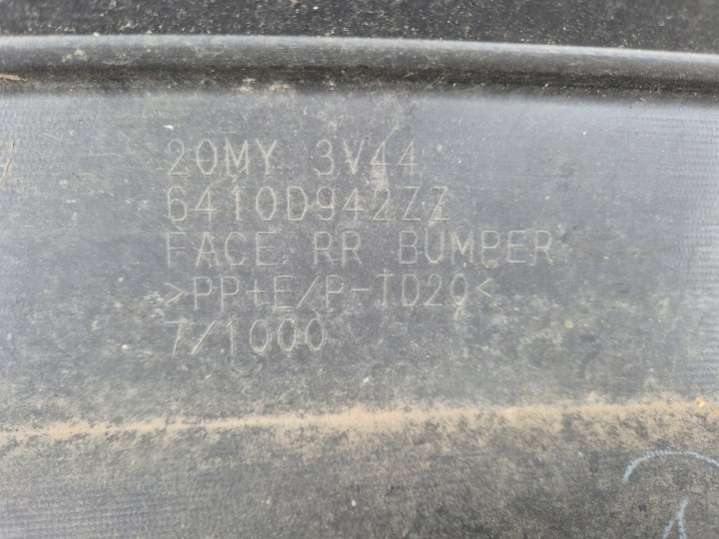 20MY 3V44
6410D942ZZ
FACE RR BUMPER
>PP+E/P-TD20<
7/1000